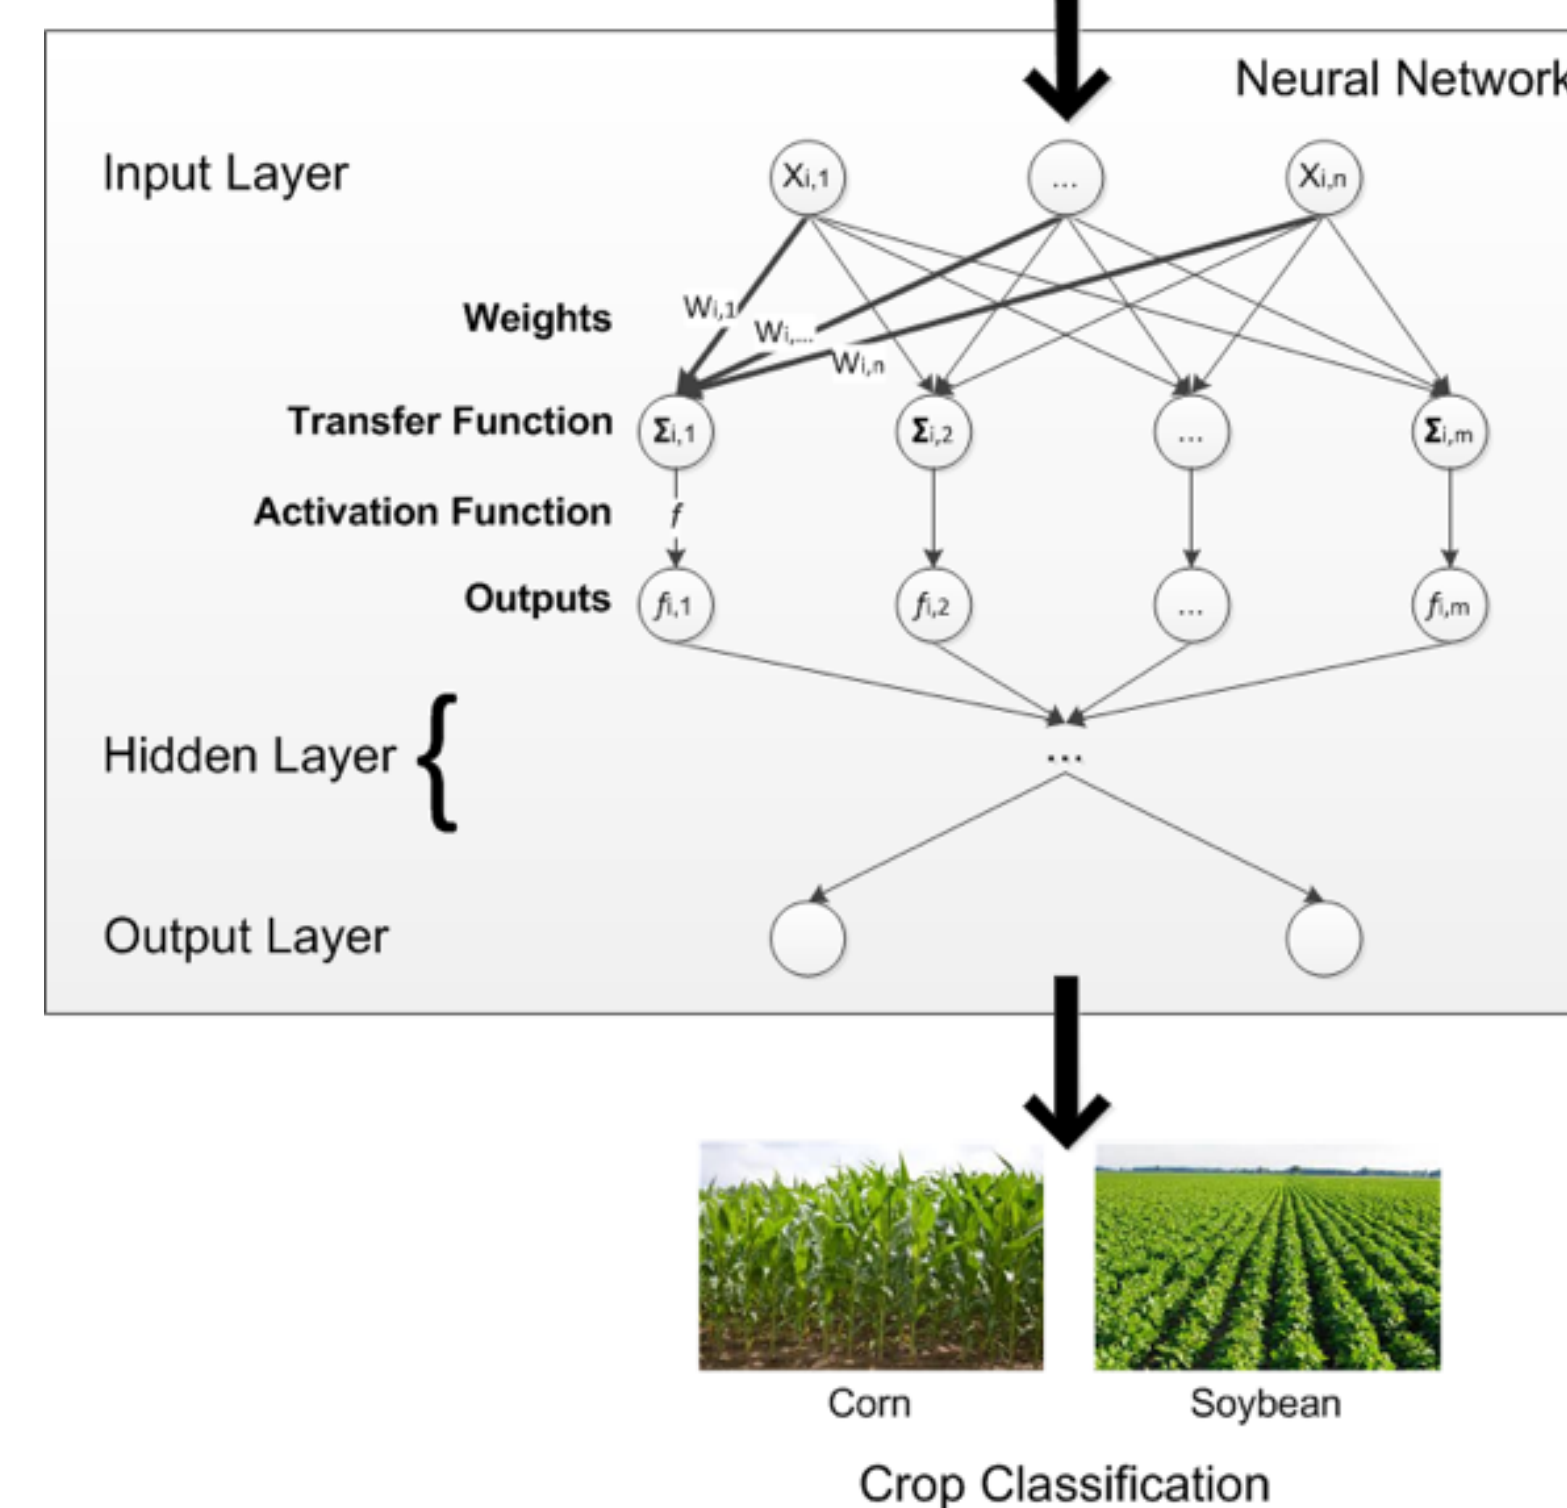 Neural Network
Input Layer
Xi,1
...
Xi,n
Weights
Wi,1
Wi,...
Wi,n
Transfer Function
Σi,1
Σi,2
...
Σi,m
Activation Function
f
Outputs
fi,1
fi,2
...
fi,m
Hidden Layer {
...
Output Layer
Corn
Soybean
Crop Classification